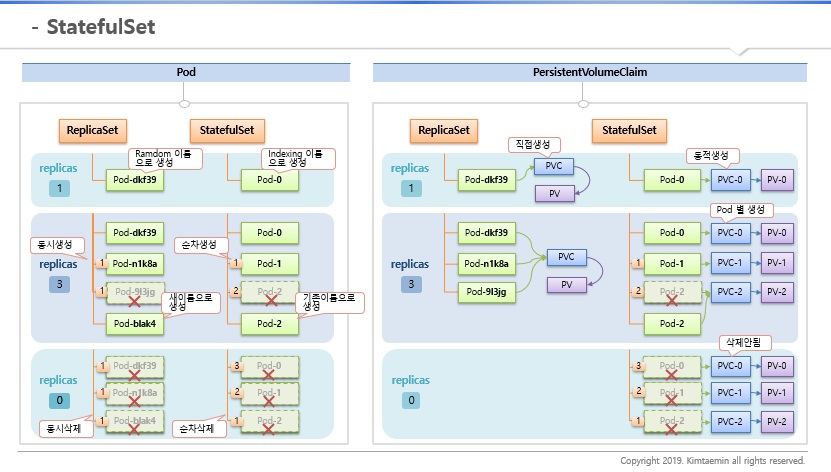 - StatefulSet
Pod
ReplicaSet
StatefulSet
replicas
1
Ramdom 이름
으로 생성
Pod-dkf39
Indexing 이름
으로 생성
Pod-0
replicas
3
동시생성
Pod-dkf39
1
Pod-n1k8a
1
Pod-9l3jg
새이름으로
생성
Pod-blak4
순차생성
Pod-0
1
Pod-1
2
Pod-2
기존이름으로
생성
Pod-2
replicas
0
1
Pod-dkf39
1
Pod-n1k8a
1
Pod-blak4
동시삭제
3
Pod-0
2
Pod-1
1
Pod-2
순차삭제
PersistentVolumeClaim
ReplicaSet
StatefulSet
replicas
1
직접생성
Pod-dkf39
PVC
PV
동적생성
Pod-0
PVC-0
PV-0
replicas
3
Pod-dkf39
Pod-n1k8a
Pod-9l3jg
PVC
PV
Pod 별 생성
Pod-0
PVC-0
PV-0
1
Pod-1
PVC-1
PV-1
2
Pod-2
PVC-2
PV-2
Pod-2
replicas
0
삭제안됨
3
Pod-0
PVC-0
PV-0
2
Pod-1
PVC-1
PV-1
1
Pod-2
PVC-2
PV-2
Copyright 2019. Kimtaemin all rights reserved.